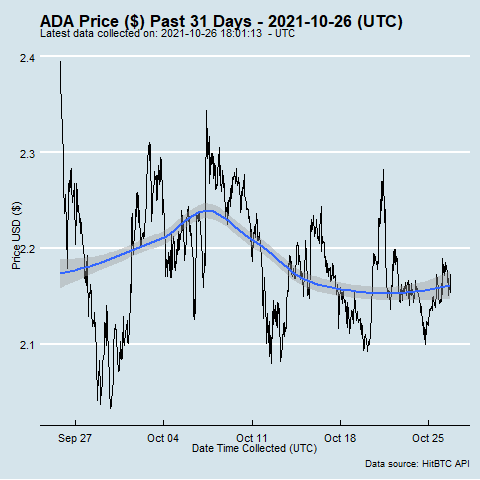 ADA Price ($) Past 31 Days - 2021-10-26 (UTC)
Latest data collected on: 2021-10-26 18:01:13 - UTC
Price USD ($)
2.4
2.3
2.2
2.1
Sep 27 Oct 04 Oct 11 Oct 18 Oct 25
Date Time Collected (UTC)
Data source: HitBTC API